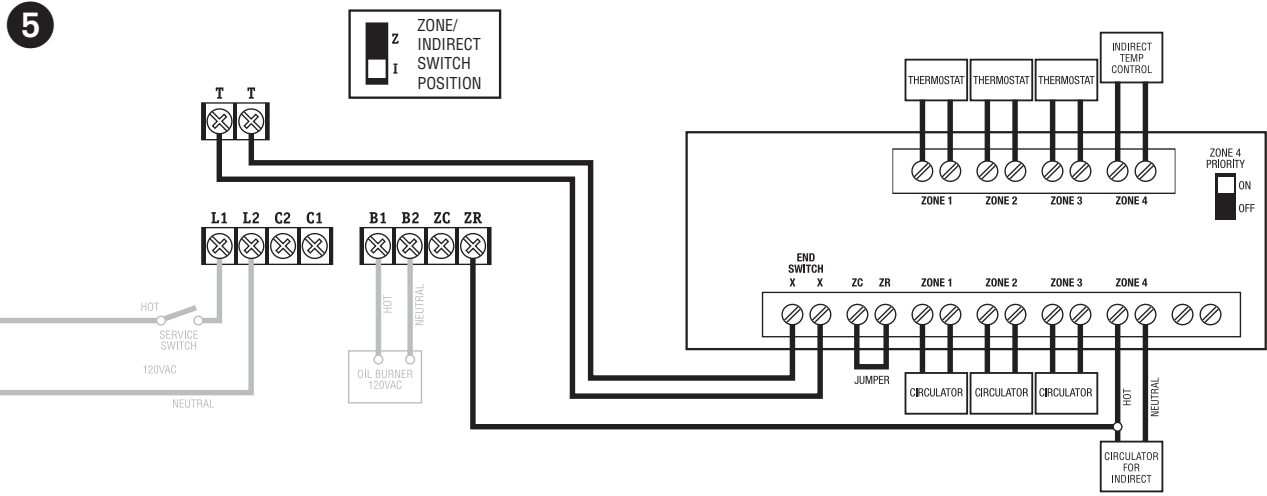 5
Z
I
ZONE/
INDIRECT
SWITCH
POSITION
T T
L1 L2 C2 C1
B1 B2 ZC ZR
HOT
SERVICE
SWITCH
120VAC
NEUTRAL
HOT
NEUTRAL
OIL BURNER
120VAC
THERMOSTAT
THERMOSTAT
THERMOSTAT
INDIRECT
TEMP
CONTROL
ZONE 1 ZONE 2 ZONE 3 ZONE 4
ZONE 4
PRIORITY
ON
OFF
END
SWITCH
X X ZC ZR ZONE 1 ZONE 2 ZONE 3 ZONE 4
JUMPER
CIRCULATOR
CIRCULATOR
CIRCULATOR
HOT
NEUTRAL
CIRCULATOR
FOR
INDIRECT